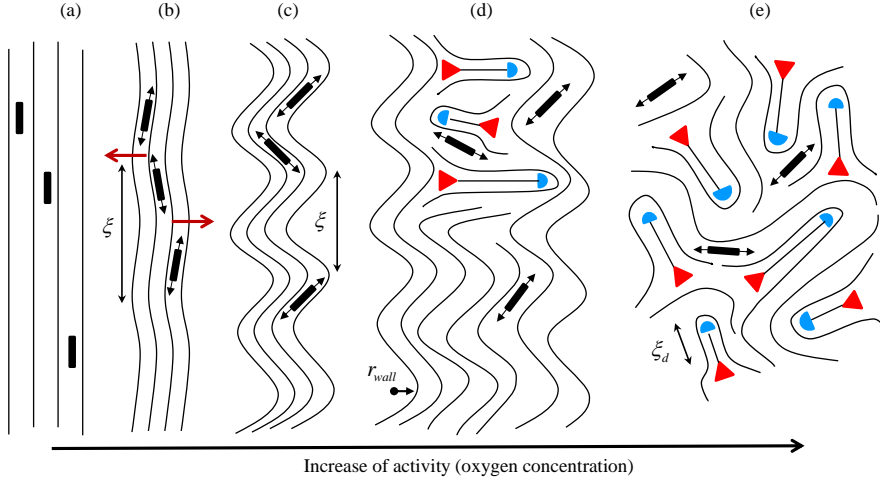 (a) (b) (c) (d) (e)
ξ ξ
r_wall
ξ_d
Increase of activity (oxygen concentration)